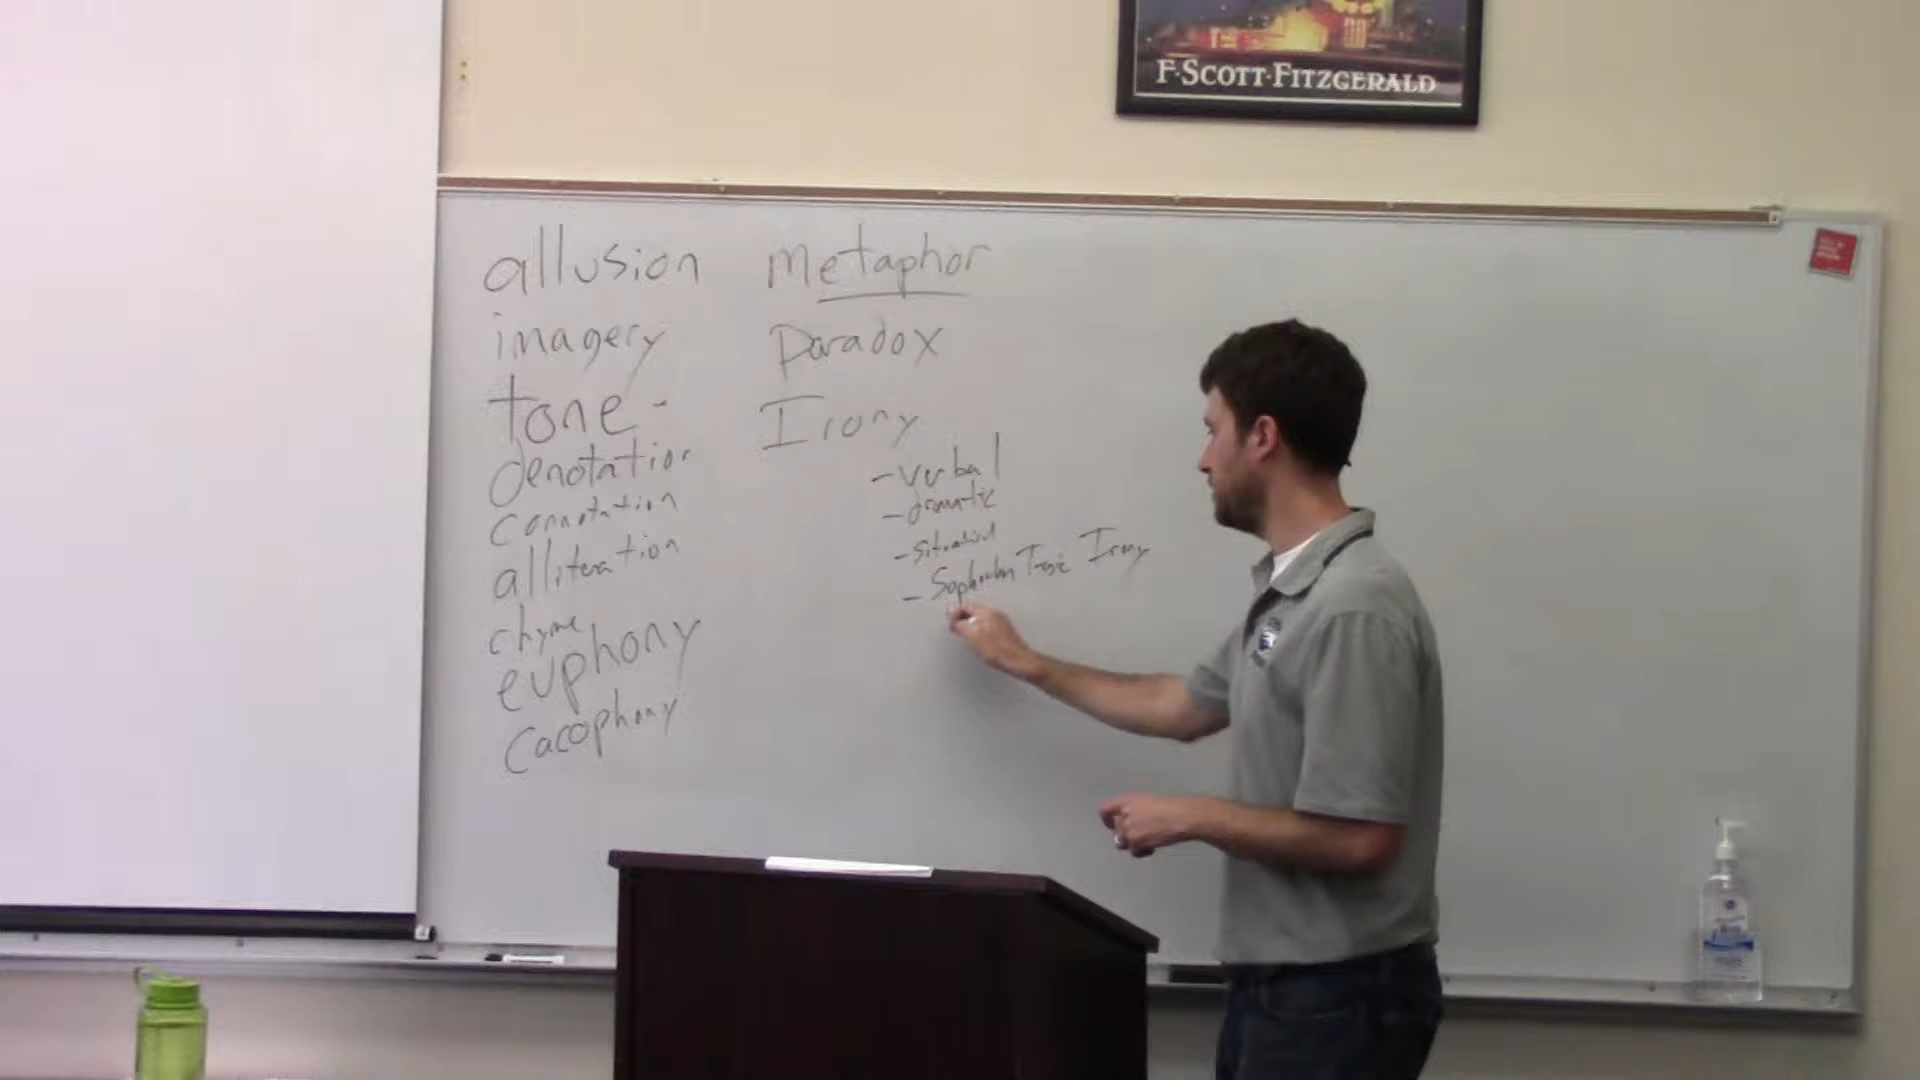 F·SCOTT·FITZGERALD
allusion
imagery
tone -
denotation
connotation
alliteration
rhyme
euphony
cacophony
metaphor
Paradox
Irony
- verbal
- dramatic
- situational
- Sophoclean Tragic Irony